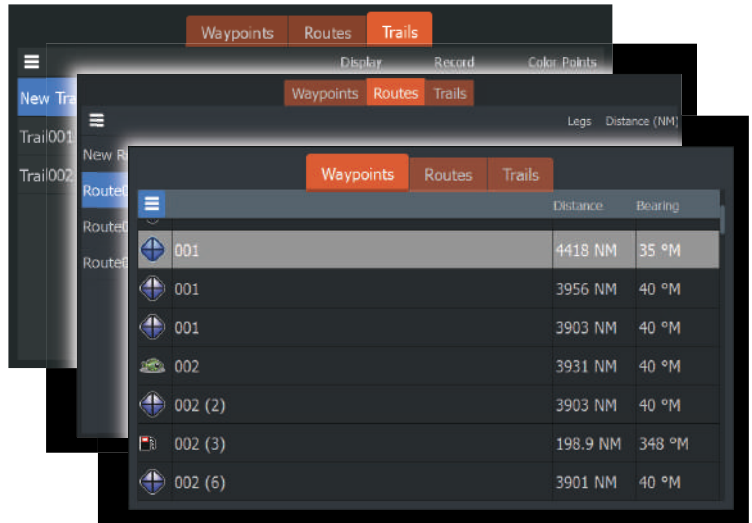 Waypoints Routes Trails
Display Record Color Points
New Tra
Trail001
Trail002
Waypoints Routes Trails
Legs Distance (NM)
New R
Route0
Route0
Route0
Waypoints Routes Trails
Distance Bearing
001 4418 NM 35 °M
001 3956 NM 40 °M
001 3903 NM 40 °M
002 3931 NM 40 °M
002 (2) 3903 NM 40 °M
002 (3) 198.9 NM 348 °M
002 (6) 3901 NM 40 °M